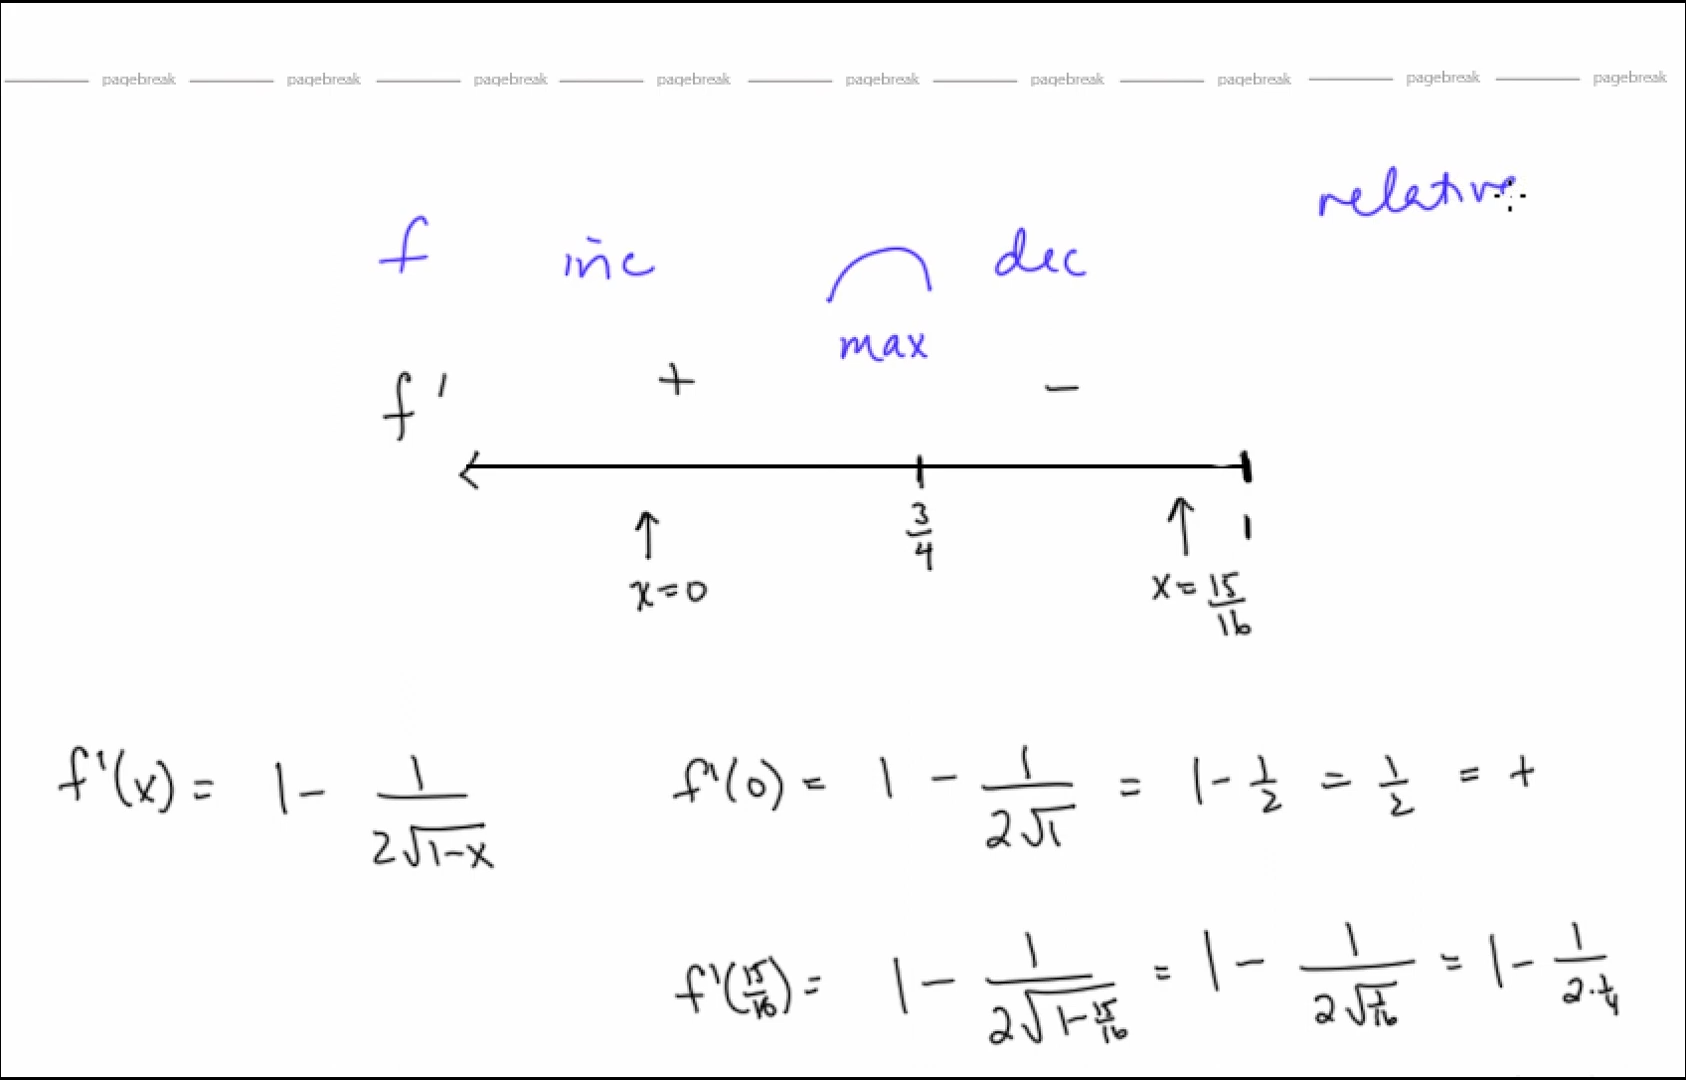 pagebreak pagebreak pagebreak pagebreak pagebreak pagebreak pagebreak pagebreak pagebreak
relative
f inc dec
max
f' + -
3/4 1
x=0 x= 15/16
f'(x) = 1 - 1/(2√(1-x)) f'(0) = 1 - 1/(2√1) = 1 - 1/2 = 1/2 = +
f'(15/16) = 1 - 1/(2√(1-15/16)) = 1 - 1/(2√(1/16)) = 1 - 1/(2·1/4)